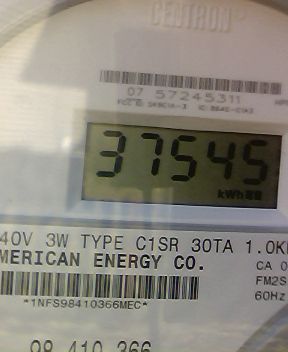 CENTRON
07 57245311
37545
kWh
40V 3W TYPE C1SR 30TA 1.0K
MERICAN ENERGY CO.
CA 0
FM2S
*1NFS98410366MEC*
60Hz
98 410 366